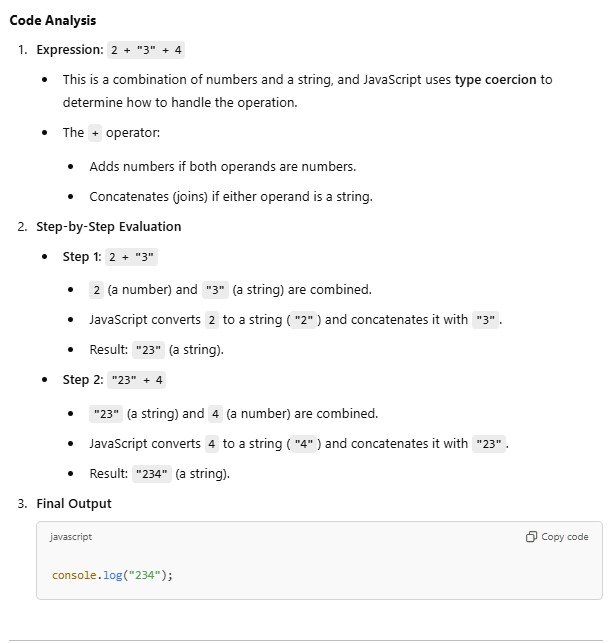 Code Analysis
1. Expression: 2 + "3" + 4
• This is a combination of numbers and a string, and JavaScript uses type coercion to
determine how to handle the operation.
• The + operator:
• Adds numbers if both operands are numbers.
• Concatenates (joins) if either operand is a string.
2. Step-by-Step Evaluation
• Step 1: 2 + "3"
• 2 (a number) and "3" (a string) are combined.
• JavaScript converts 2 to a string ( "2" ) and concatenates it with "3" .
• Result: "23" (a string).
• Step 2: "23" + 4
• "23" (a string) and 4 (a number) are combined.
• JavaScript converts 4 to a string ( "4" ) and concatenates it with "23" .
• Result: "234" (a string).
3. Final Output
javascript Copy code
console.log("234");